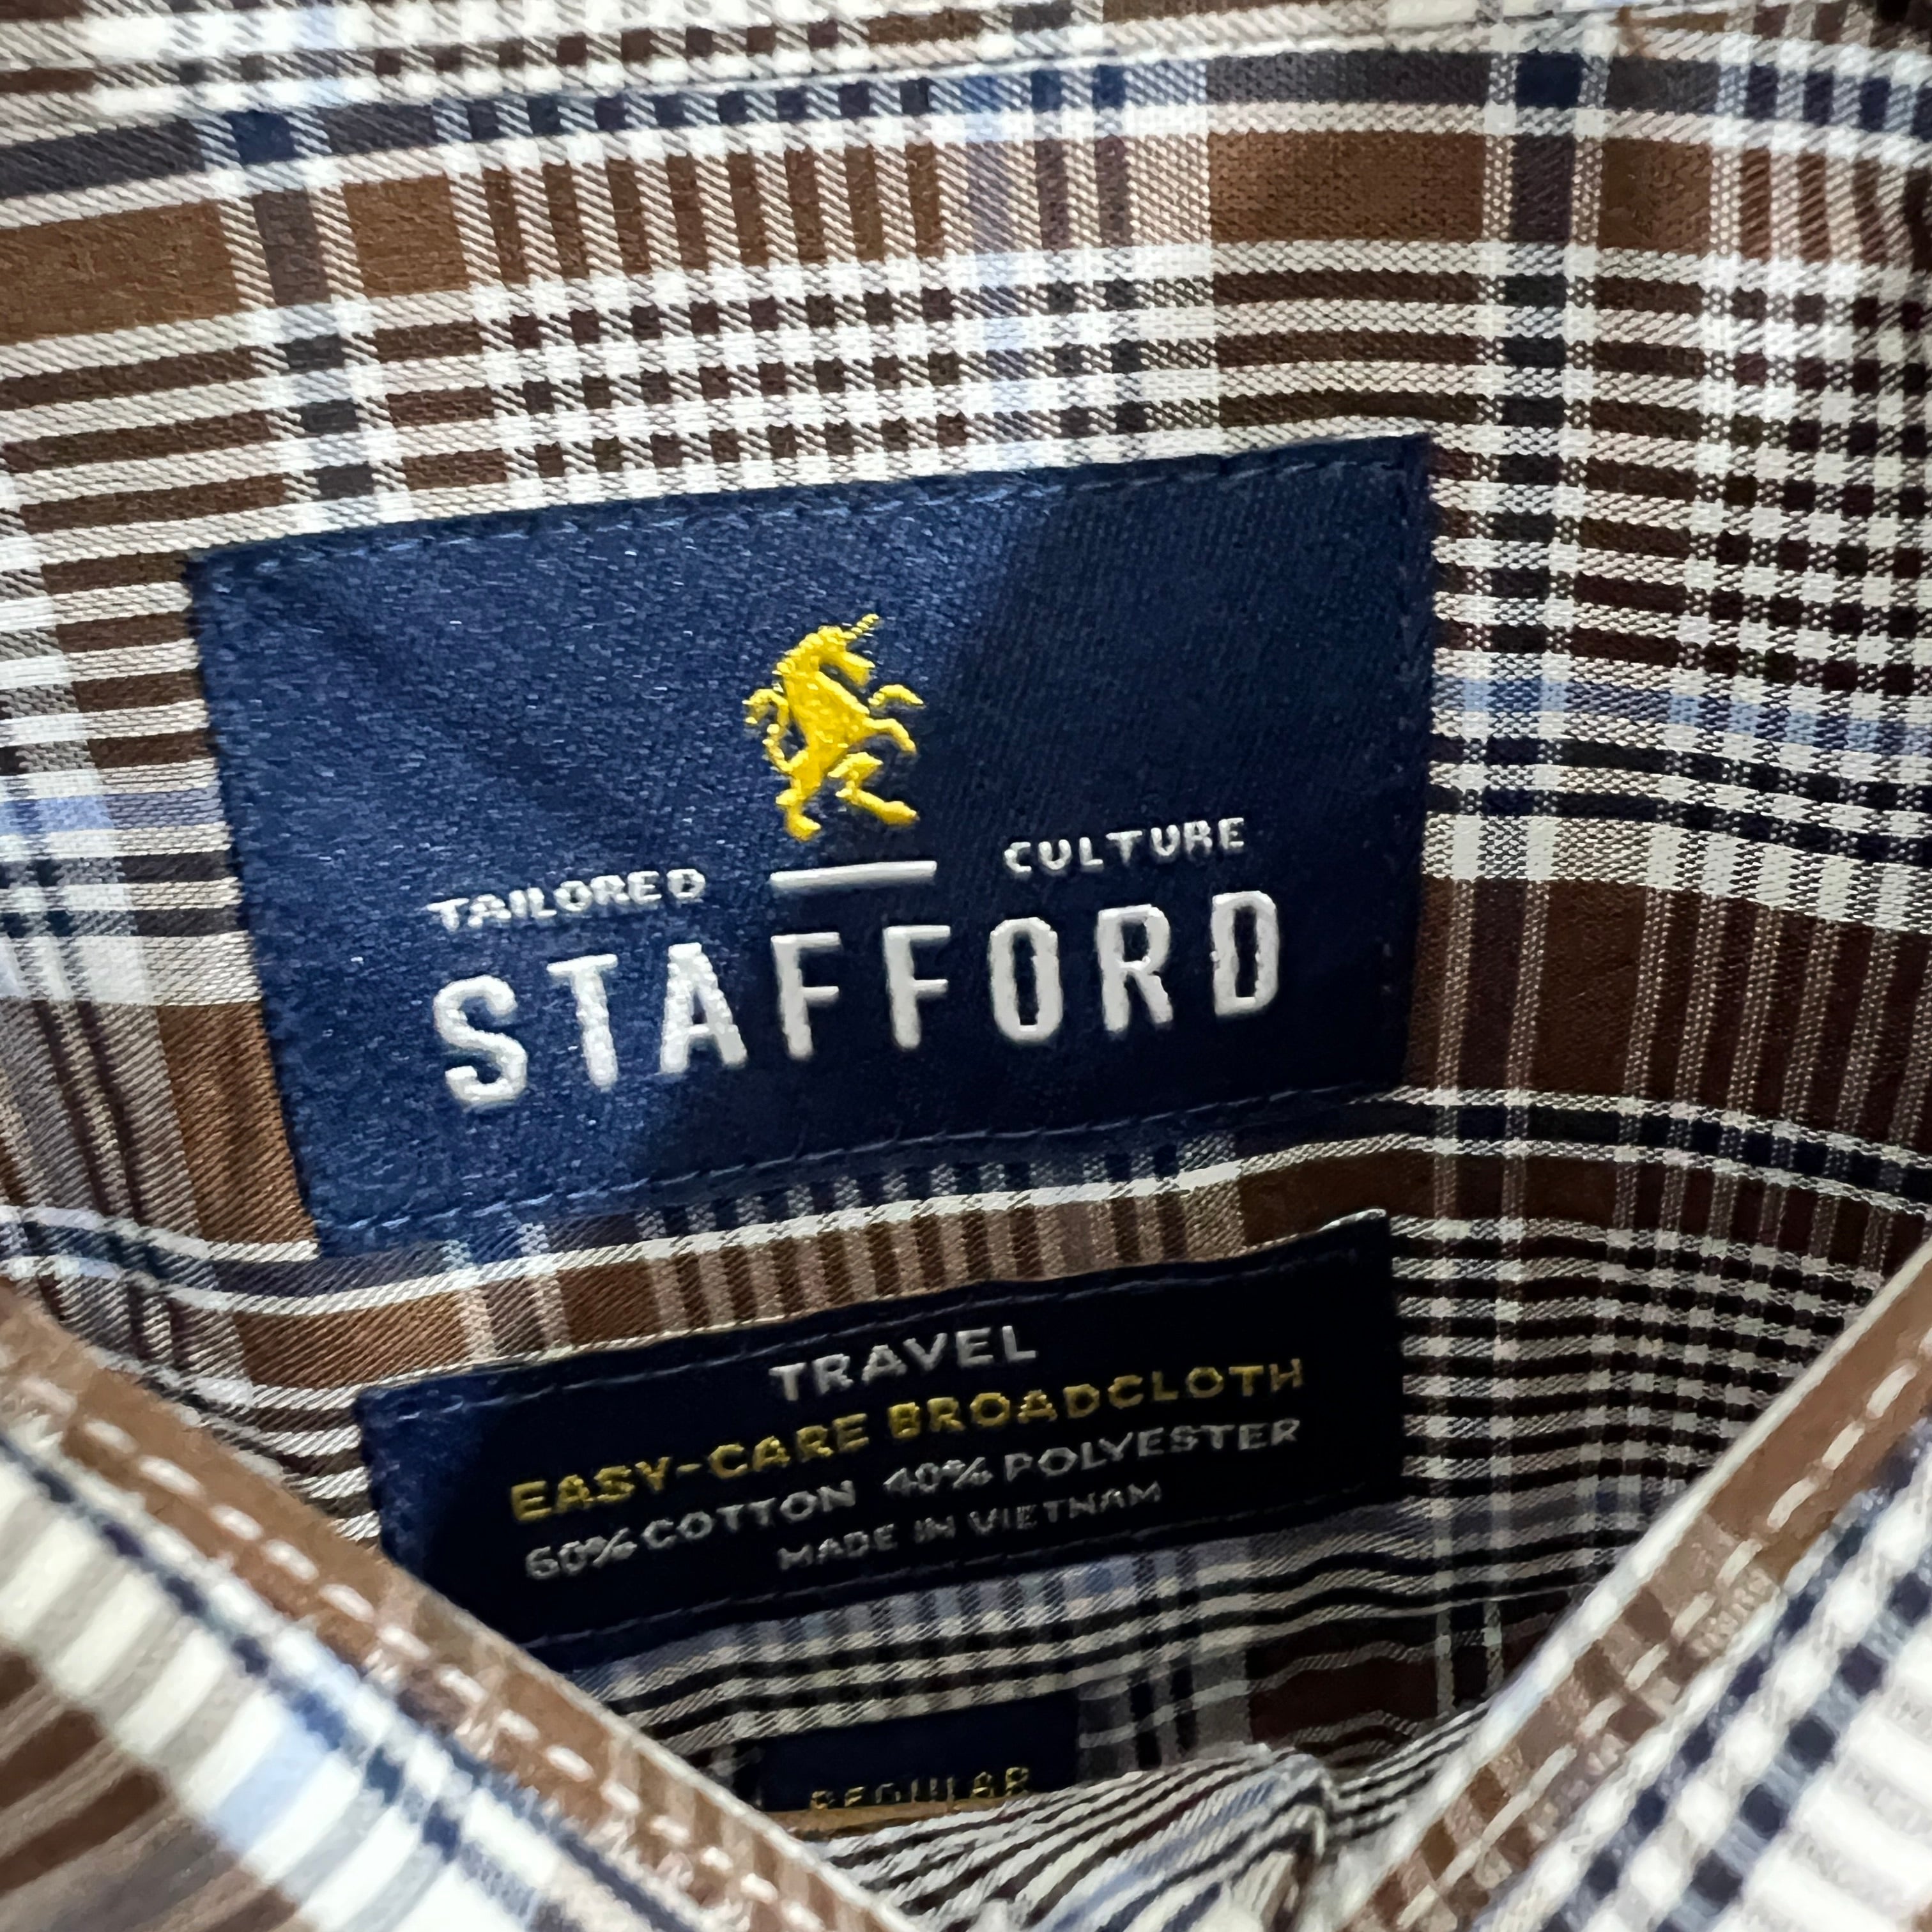 TAILORED CULTURE
STAFFORD
TRAVEL
EASY-CARE BROADCLOTH
60% COTTON 40% POLYESTER
MADE IN VIETNAM
REGULAR